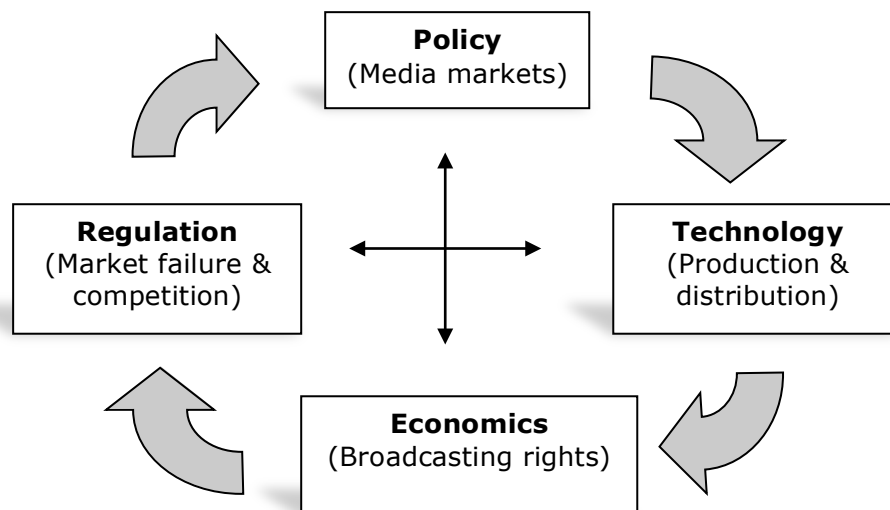 Policy
(Media markets)
Regulation
(Market failure &
competition)
Technology
(Production &
distribution)
Economics
(Broadcasting rights)